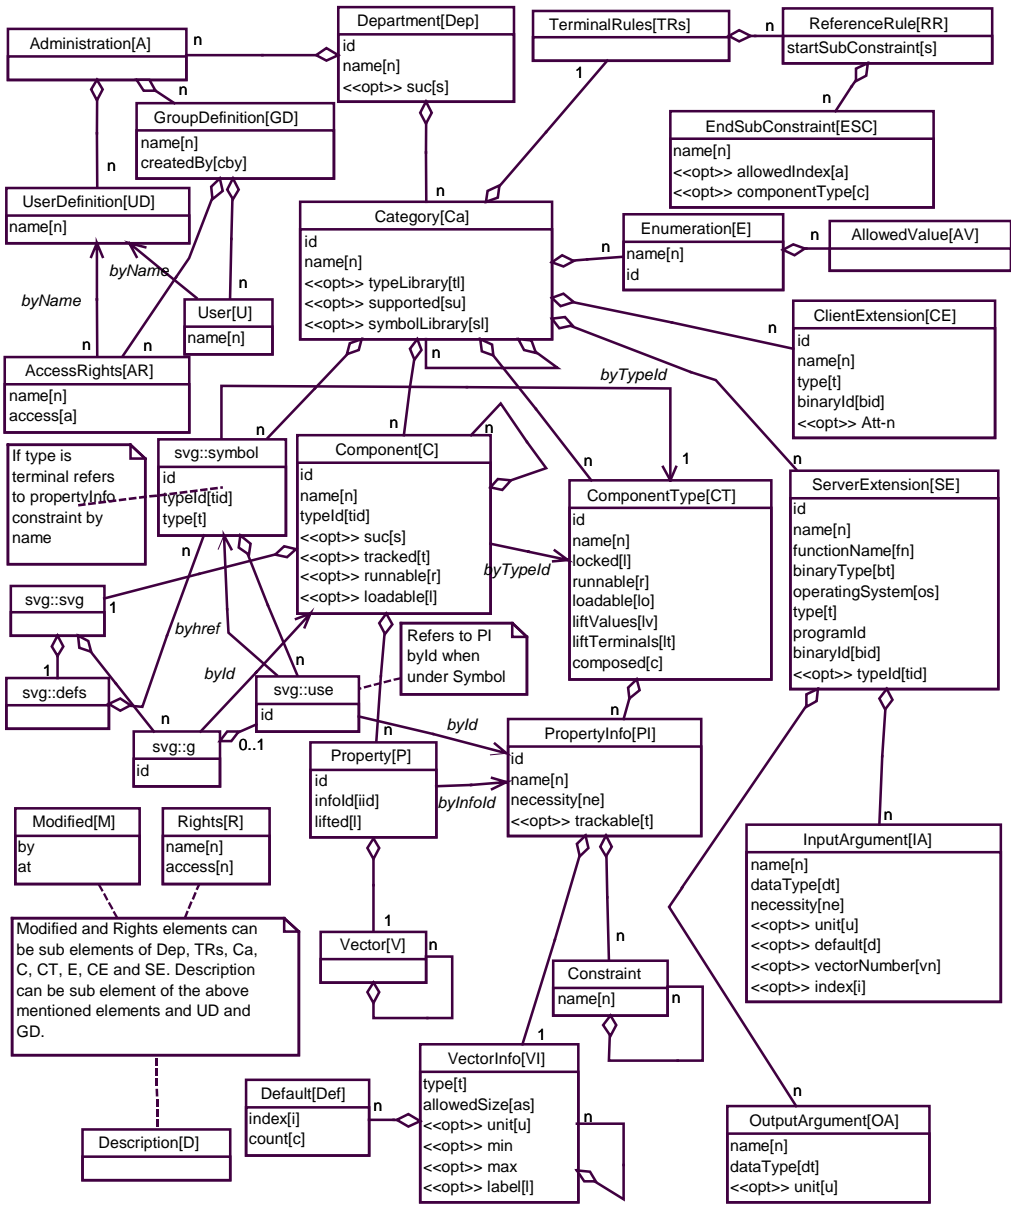 Administration[A]
n
Department[Dep]
id
name[n]
<<opt>> suc[s]
TerminalRules[TRs]
n
ReferenceRule[RR]
startSubConstraint[s]
n
GroupDefinition[GD]
name[n]
createdBy[cby]
1
n
EndSubConstraint[ESC]
name[n]
<<opt>> allowedIndex[a]
<<opt>> componentType[c]
n
UserDefinition[UD]
name[n]
n
Category[Ca]
id
name[n]
<<opt>> typeLibrary[tl]
<<opt>> supported[su]
<<opt>> symbolLibrary[sl]
n
Enumeration[E]
name[n]
id
n
AllowedValue[AV]
byName
byName
n
User[U]
name[n]
n
ClientExtension[CE]
id
name[n]
type[t]
binaryId[bid]
<<opt>> Att-n
n
n
AccessRights[AR]
name[n]
access[a]
n
byTypeId
If type is
terminal refers
to propertyInfo
constraint by
name
n
svg::symbol
id
typeId[tid]
type[t]
n
n
Component[C]
id
name[n]
typeId[tid]
<<opt>> suc[s]
<<opt>> tracked[t]
<<opt>> runnable[r]
<<opt>> loadable[l]
n
1
ComponentType[CT]
id
name[n]
locked[l]
runnable[r]
loadable[lo]
liftValues[lv]
liftTerminals[lt]
composed[c]
n
ServerExtension[SE]
id
name[n]
functionName[fn]
binaryType[bt]
operatingSystem[os]
type[t]
programId
binaryId[bid]
<<opt>> typeId[tid]
n
byTypeId
svg::svg
1
byhref
Refers to PI
byId when
under Symbol
1
svg::defs
byId
n
svg::use
id
n
svg::g
id
0..1
byId
n
Property[P]
id
infoId[iid]
lifted[l]
byInfoId
n
PropertyInfo[PI]
id
name[n]
necessity[ne]
<<opt>> trackable[t]
Modified[M]
by
at
Rights[R]
name[n]
access[n]
n
InputArgument[IA]
name[n]
dataType[dt]
necessity[ne]
<<opt>> unit[u]
<<opt>> default[d]
<<opt>> vectorNumber[vn]
<<opt>> index[i]
Modified and Rights elements can
be sub elements of Dep, TRs, Ca,
C, CT, E, CE and SE. Description
can be sub element of the above
mentioned elements and UD and
GD.
1
Vector[V]
n
n
Constraint
name[n]
n
1
VectorInfo[VI]
type[t]
allowedSize[as]
<<opt>> unit[u]
<<opt>> min
<<opt>> max
<<opt>> label[l]
n
Default[Def]
index[i]
count[c]
n
Description[D]
n
OutputArgument[OA]
name[n]
dataType[dt]
<<opt>> unit[u]